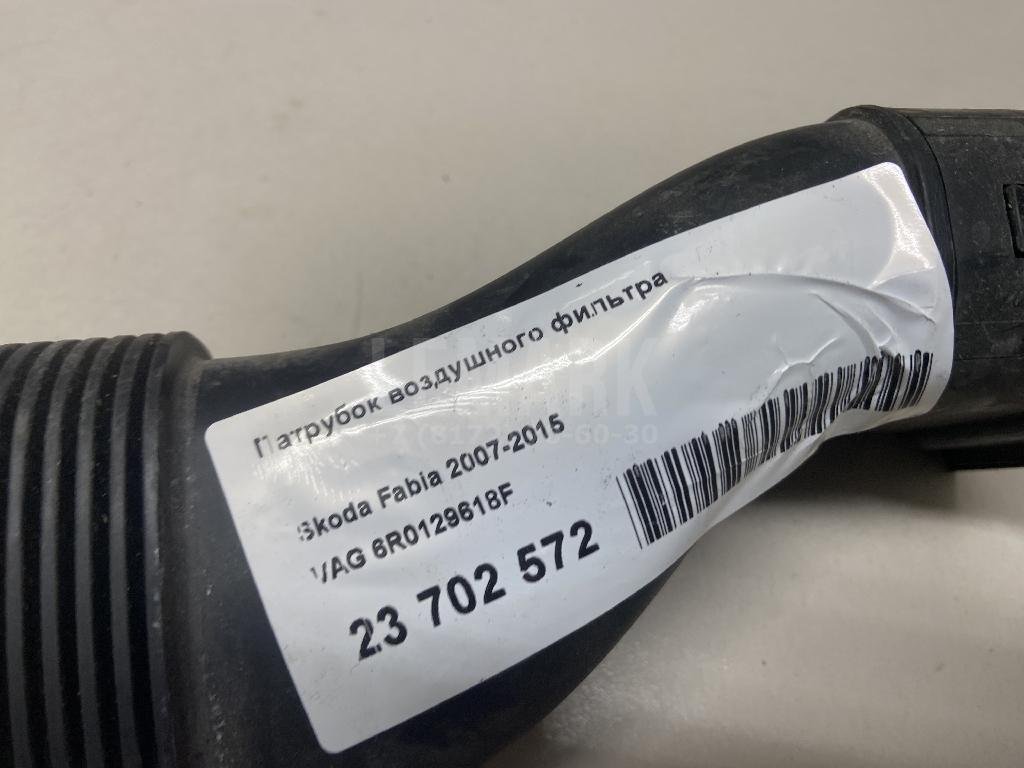 Патрубок воздушного фильтра
Skoda Fabia 2007-2015
VAG 6R0129618F
23 702 572